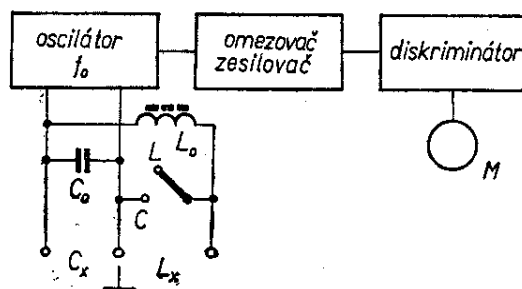 oscilátor
f₀
omezovač
zesilovač
diskriminátor
L₀
L
C₀
C
M
Cₓ
Lₓ